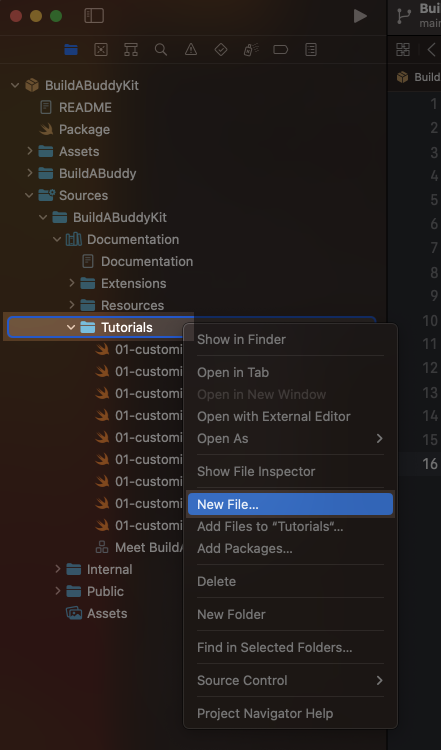 Bui
main
Build
BuildABuddyKit
README
Package
Assets
BuildABuddy
Sources
BuildABuddyKit
Documentation
Documentation
Extensions
Resources
Tutorials
01-customi
01-customi
01-customi
01-customi
01-customi
01-customi
01-customi
01-customi
01-customi
Meet BuildA
Internal
Public
Assets
Show in Finder
Open in Tab
Open in New Window
Open with External Editor
Open As
Show File Inspector
New File...
Add Files to “Tutorials”...
Add Packages...
Delete
New Folder
Find in Selected Folders...
Source Control
Project Navigator Help
1
2
3
4
5
6
7
8
9
10
11
12
13
14
15
16